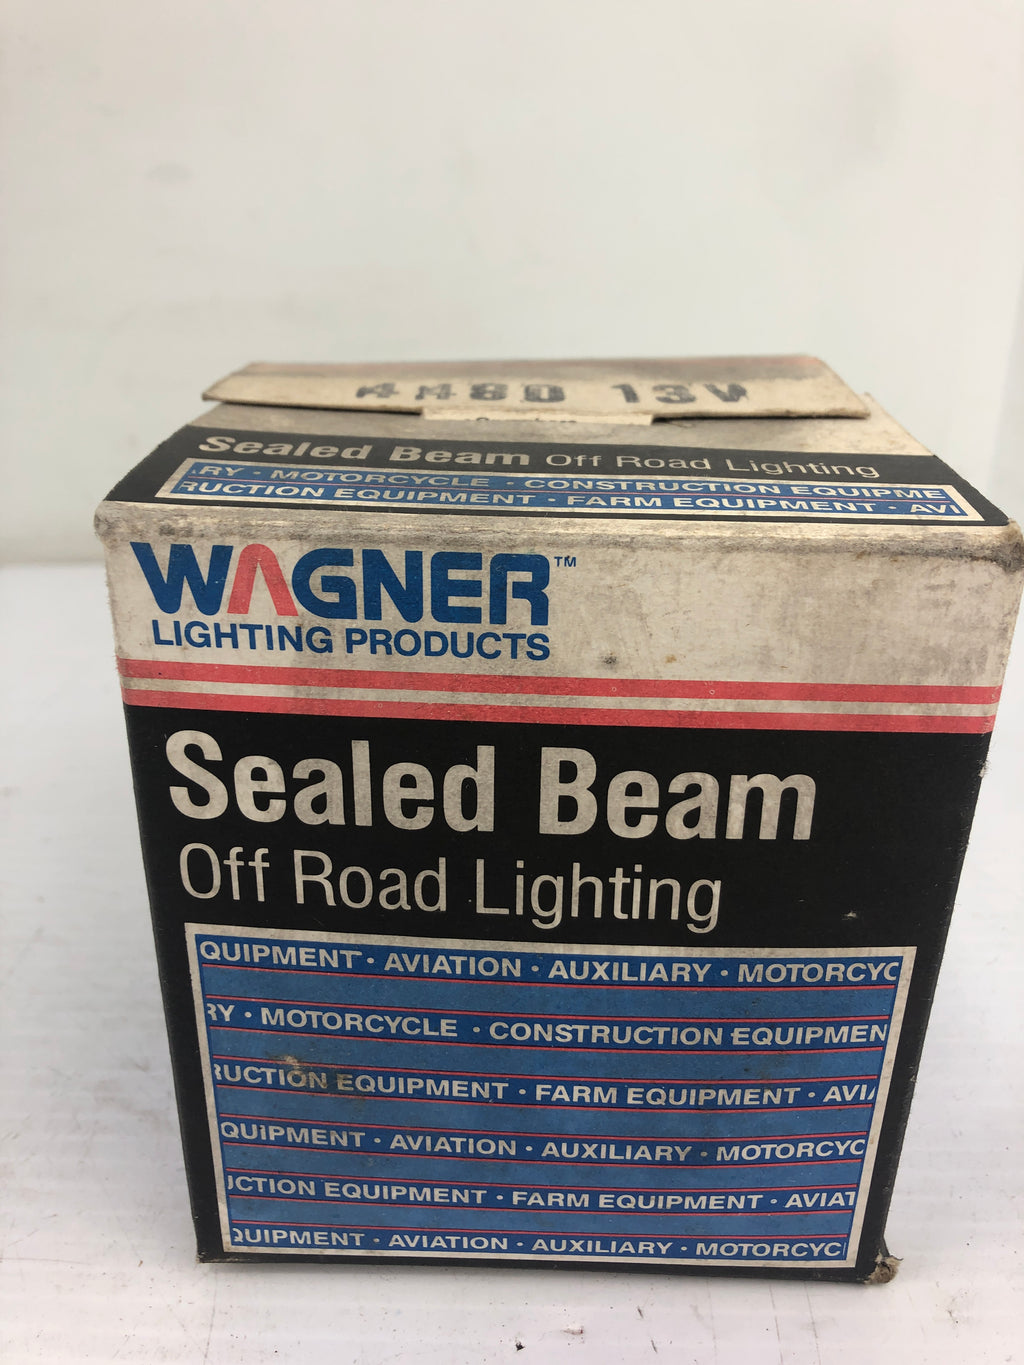 4480 13V
Sealed Beam Off Road Lighting
RY · MOTORCYCLE · CONSTRUCTION EQUIPME
RUCTION EQUIPMENT · FARM EQUIPMENT · AVI
WAGNER™
LIGHTING PRODUCTS
Sealed Beam
Off Road Lighting
QUIPMENT · AVIATION · AUXILIARY · MOTORCYC
RY · MOTORCYCLE · CONSTRUCTION EQUIPMEN
RUCTION EQUIPMENT · FARM EQUIPMENT · AVIA
QUIPMENT · AVIATION · AUXILIARY · MOTORCYC
UCTION EQUIPMENT · FARM EQUIPMENT · AVIAT
QUIPMENT · AVIATION · AUXILIARY · MOTORCYC